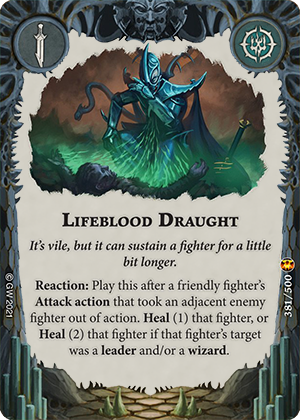 LIFEBLOOD DRAUGHT
It's vile, but it can sustain a fighter for a little
bit longer.
Reaction: Play this after a friendly fighter's
Attack action that took an adjacent enemy
fighter out of action. Heal (1) that fighter, or
Heal (2) that fighter if that fighter's target
was a leader and/or a wizard.
© GW 2021
381/500